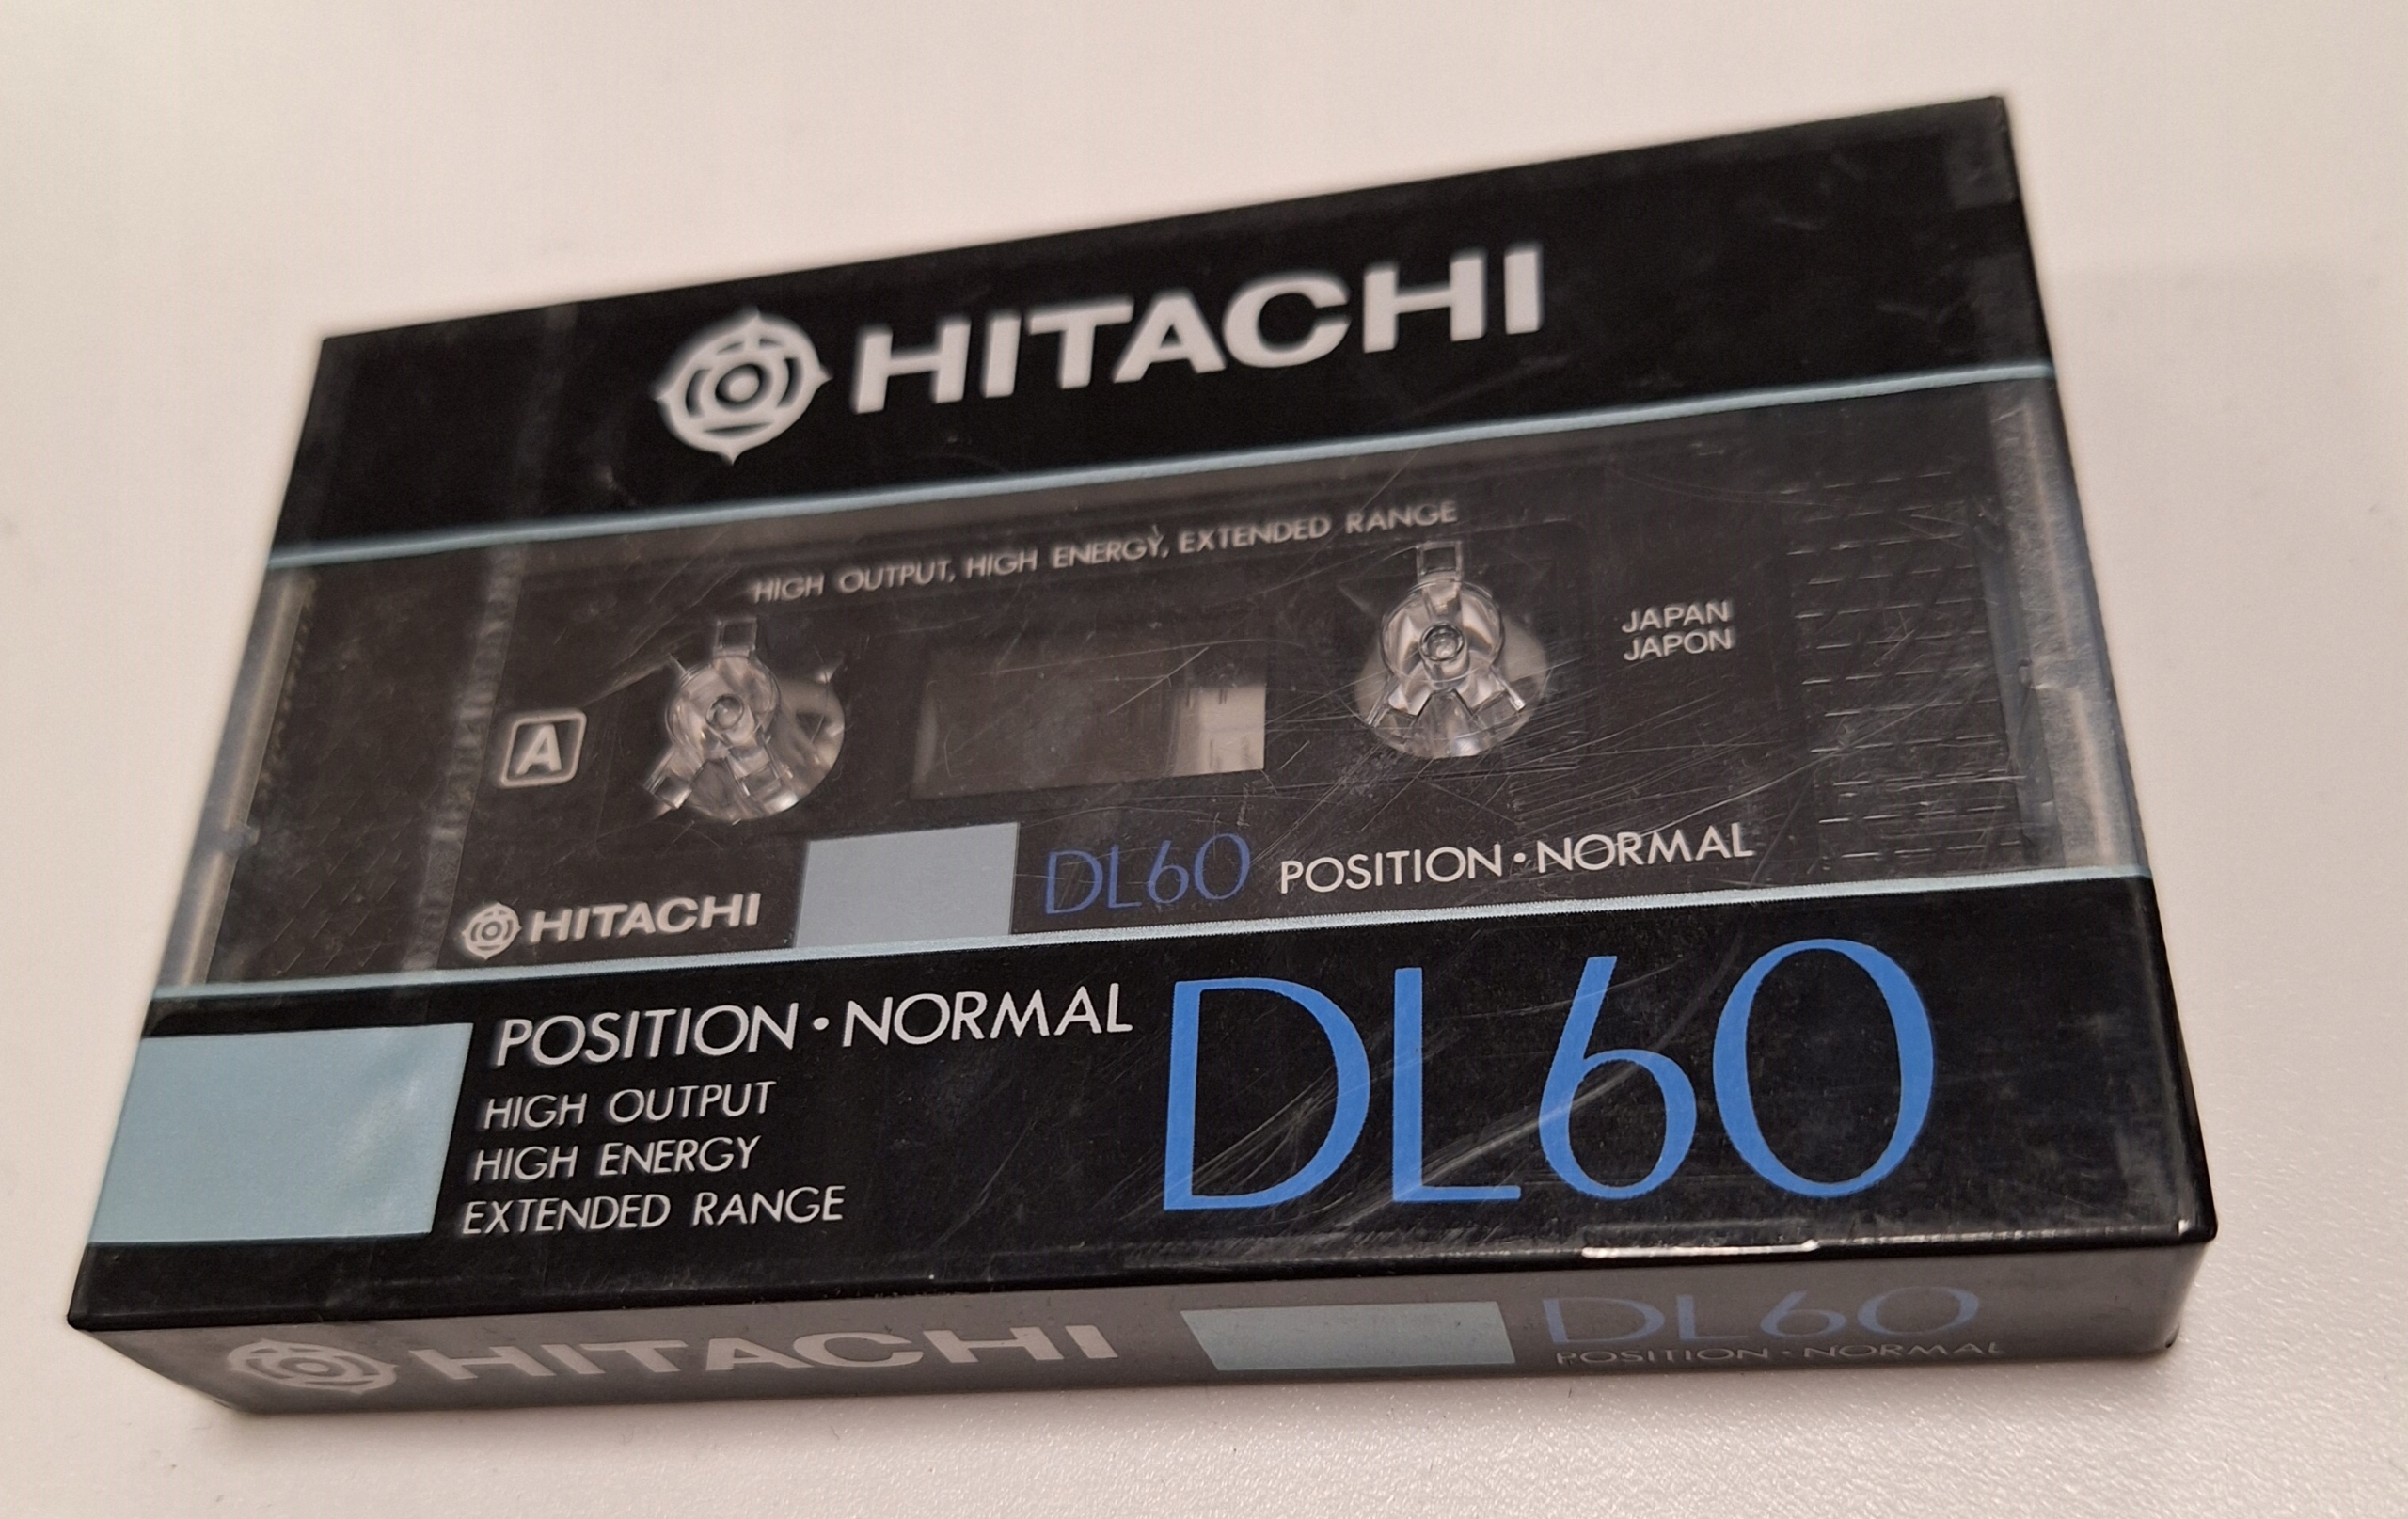 HITACHI
HIGH OUTPUT, HIGH ENERGY, EXTENDED RANGE
JAPAN
JAPON
A
HITACHI DL60 POSITION•NORMAL
POSITION•NORMAL DL60
HIGH OUTPUT
HIGH ENERGY
EXTENDED RANGE
HITACHI DL60
POSITION•NORMAL